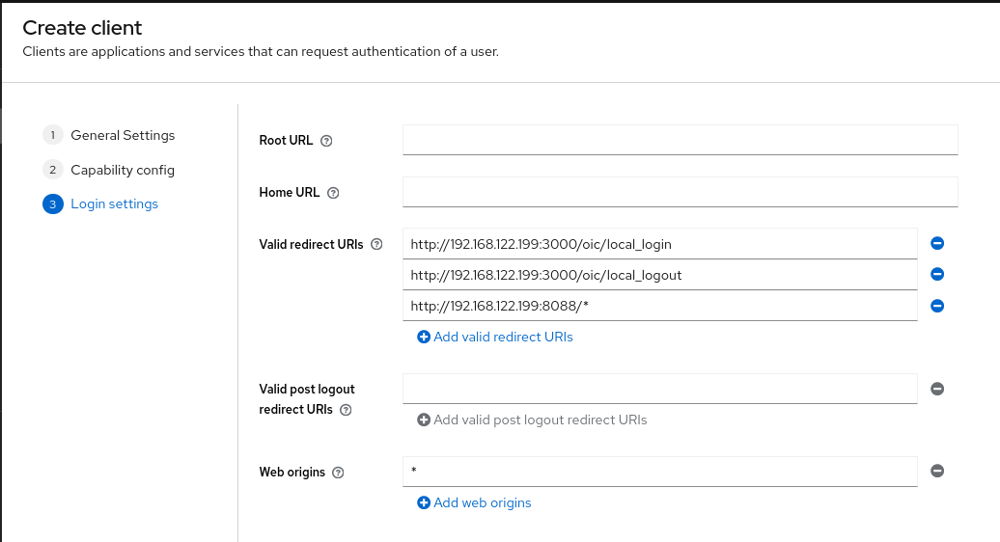 Create client
Clients are applications and services that can request authentication of a user.
1 General Settings
2 Capability config
3 Login settings
Root URL
Home URL
Valid redirect URIs
http://192.168.122.199:3000/oic/local_login
http://192.168.122.199:3000/oic/local_logout
http://192.168.122.199:8088/*
Add valid redirect URIs
Valid post logout
redirect URIs
Add valid post logout redirect URIs
Web origins
*
Add web origins